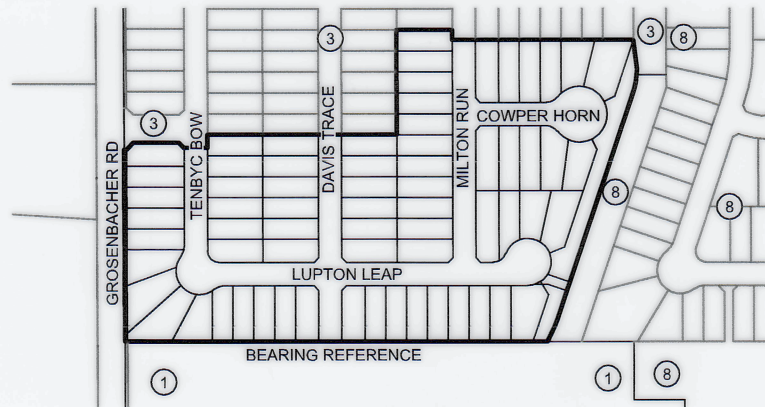 3
3
8
3
COWPER HORN
TENBYC BOW
DAVIS TRACE
MILTON RUN
GROSENBACHER RD
8
8
LUPTON LEAP
BEARING REFERENCE
1
1
8